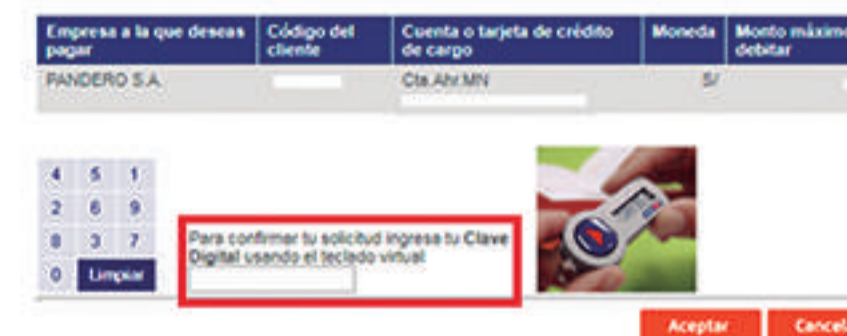 Empresa a la que deseas pagar
Código del cliente
Cuenta o tarjeta de crédito de cargo
Moneda
Monto máximo debitar
PANDERO S.A.
Cta.Ahr.MN
S/
4 5 1
2 6 9
8 3 7
0 Limpiar
Para confirmar tu solicitud ingresa tu Clave
Digital usando el teclado virtual
Aceptar
Cancel